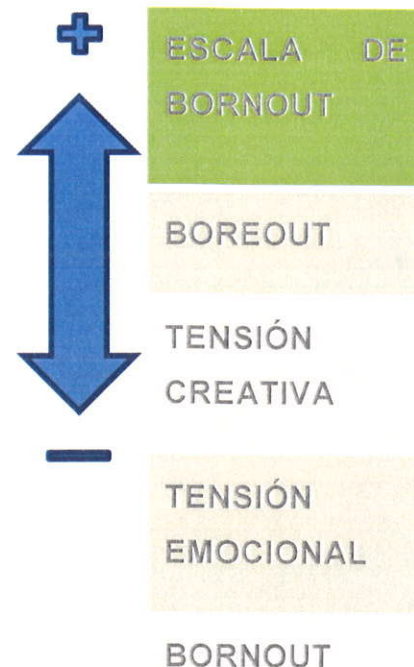 ESCALA DE
BORNOUT
BOREOUT
TENSIÓN
CREATIVA
TENSIÓN
EMOCIONAL
BORNOUT